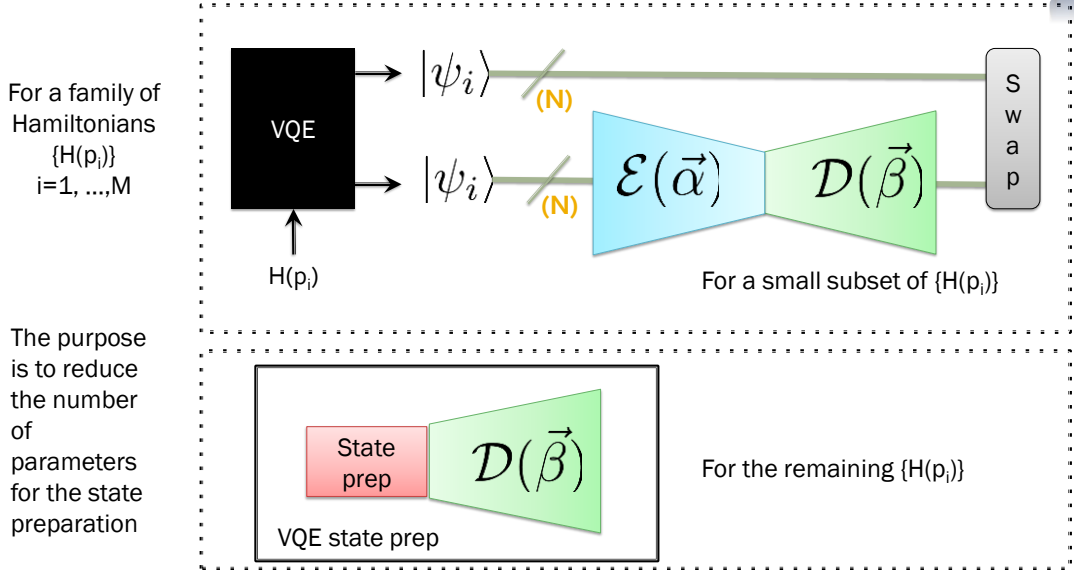 For a family of
Hamiltonians
{H(pᵢ)}
i=1, ...,M
VQE
H(pᵢ)
|ψᵢ⟩
(N)
|ψᵢ⟩
(N)
ℰ(α⃗)
𝒟(β⃗)
S
w
a
p
For a small subset of {H(pᵢ)}
The purpose
is to reduce
the number
of
parameters
for the state
preparation
State
prep
𝒟(β⃗)
VQE state prep
For the remaining {H(pᵢ)}